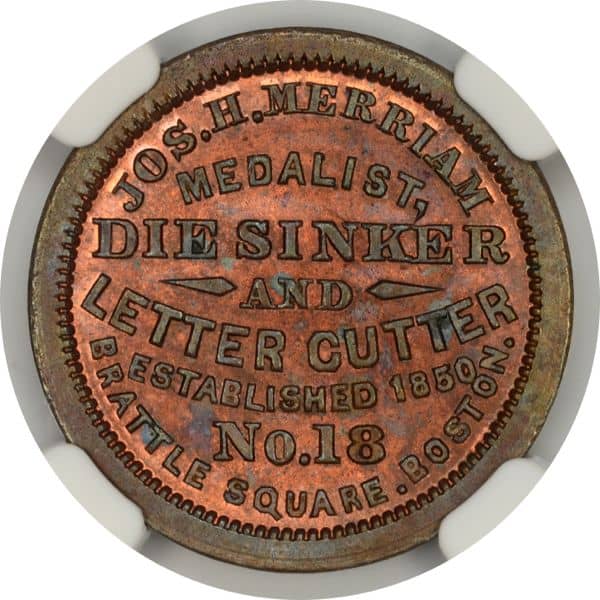 JOS. H. MERRIAM
MEDALIST,
DIE SINKER
AND
LETTER CUTTER
ESTABLISHED 1850
No. 18
BRATTLE SQUARE. BOSTON.